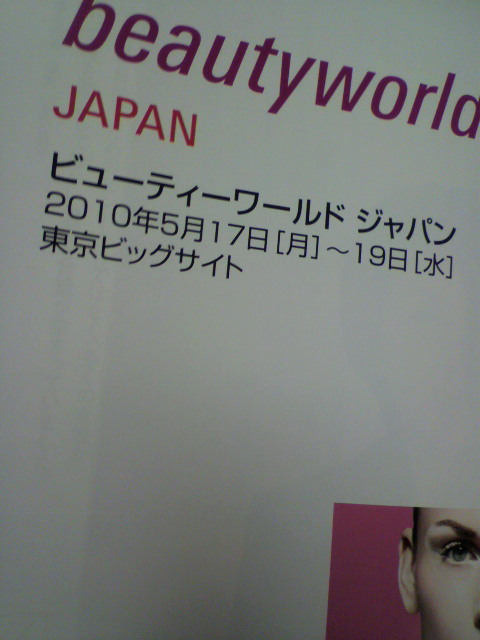 beautyworld
JAPAN
ビューティーワールド ジャパン
2010年5月17日[月]～19日[水]
東京ビッグサイト